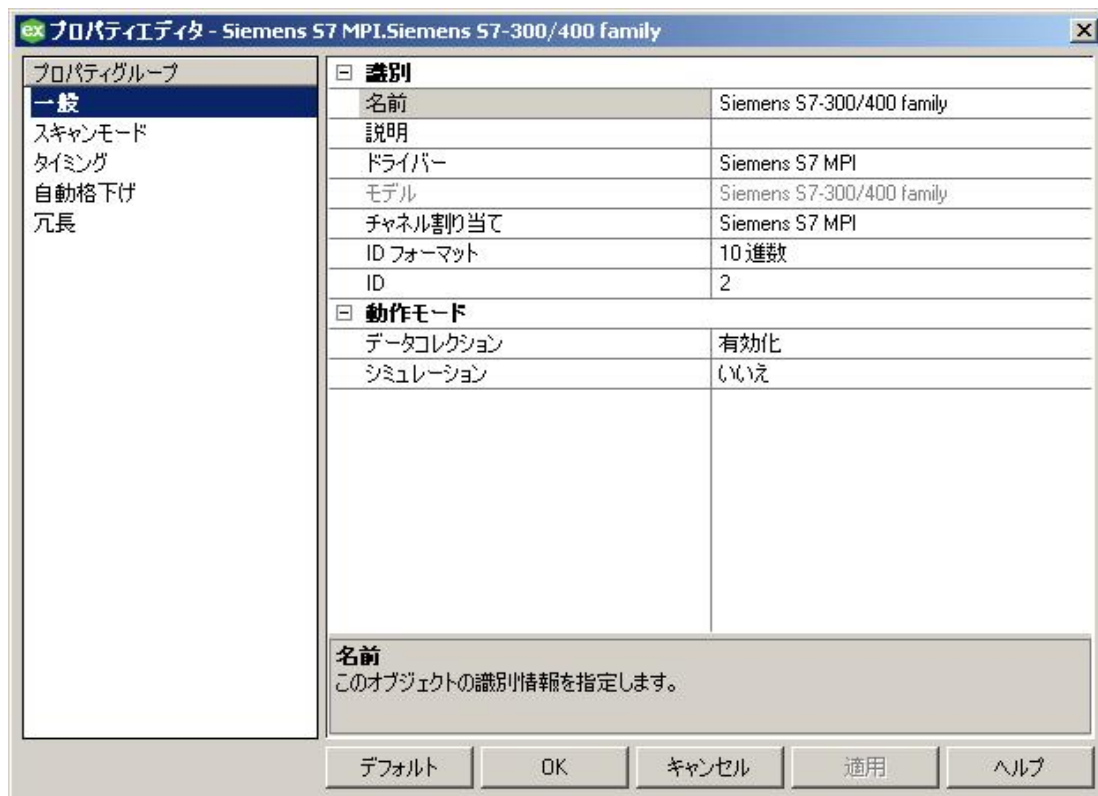 ex プロパティエディタ - Siemens S7 MPI.Siemens S7-300/400 family
プロパティグループ
一般
スキャンモード
タイミング
自動格下げ
冗長
識別
名前 Siemens S7-300/400 family
説明
ドライバー Siemens S7 MPI
モデル Siemens S7-300/400 family
チャネル割り当て Siemens S7 MPI
ID フォーマット 10 進数
ID 2
動作モード
データコレクション 有効化
シミュレーション いいえ
名前
このオブジェクトの識別情報を指定します。
デフォルト OK キャンセル 適用 ヘルプ